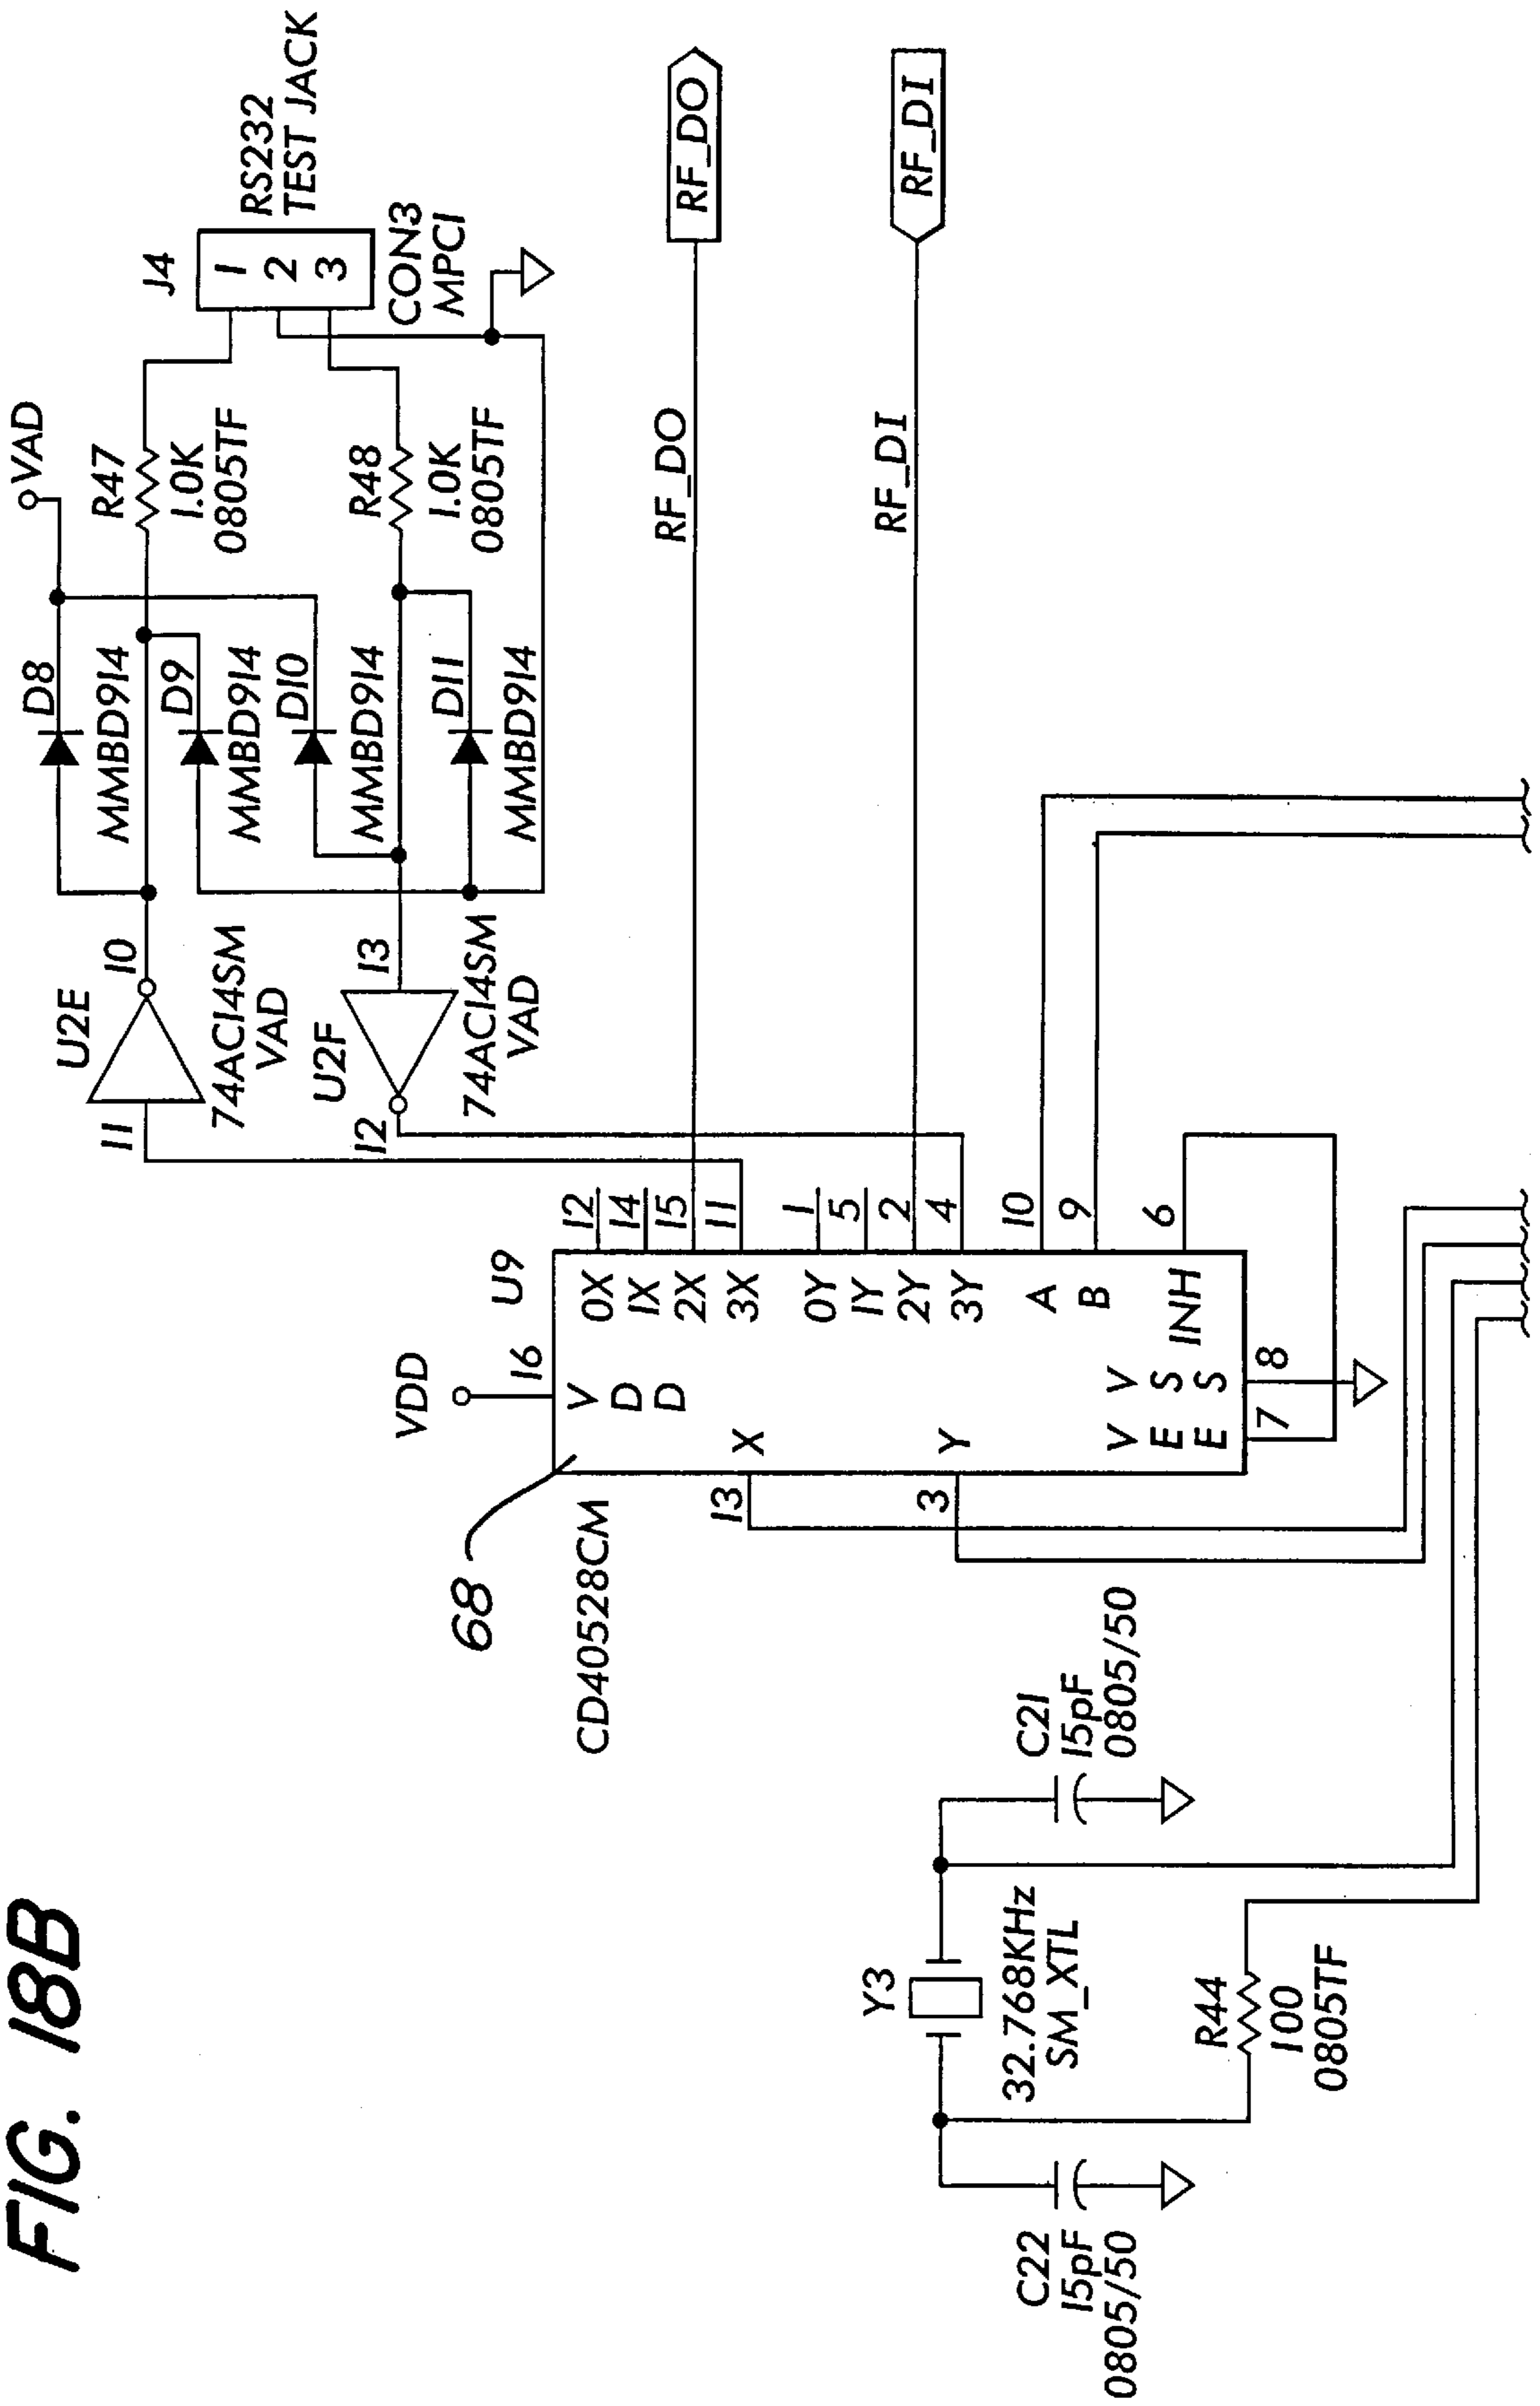 FIG. 18B
VAD
D8
MMBD914
R47
1.0K
0805TF
J4
RS232
TEST JACK
1
2
3
CON3
MPCI
U2E
10
11
74AC14SM
VAD
D9
MMBD914
D10
MMBD914
R48
1.0K
0805TF
D11
MMBD914
U2F
13
12
74AC14SM
VAD
RF_DO
RF_DO
RF_DI
RF_DI
VDD
16
U9
68
CD40528CM
V
D
D
0X
12
1X
14
2X
15
3X
11
0Y
1
1Y
5
2Y
2
3Y
4
A
10
B
9
INH
6
X
13
Y
3
V
E
E
V
S
S
7
8
Y3
32.768KHz
SM_XTL
C21
15pF
0805/50
C22
15pF
0805/50
R44
100
0805TF